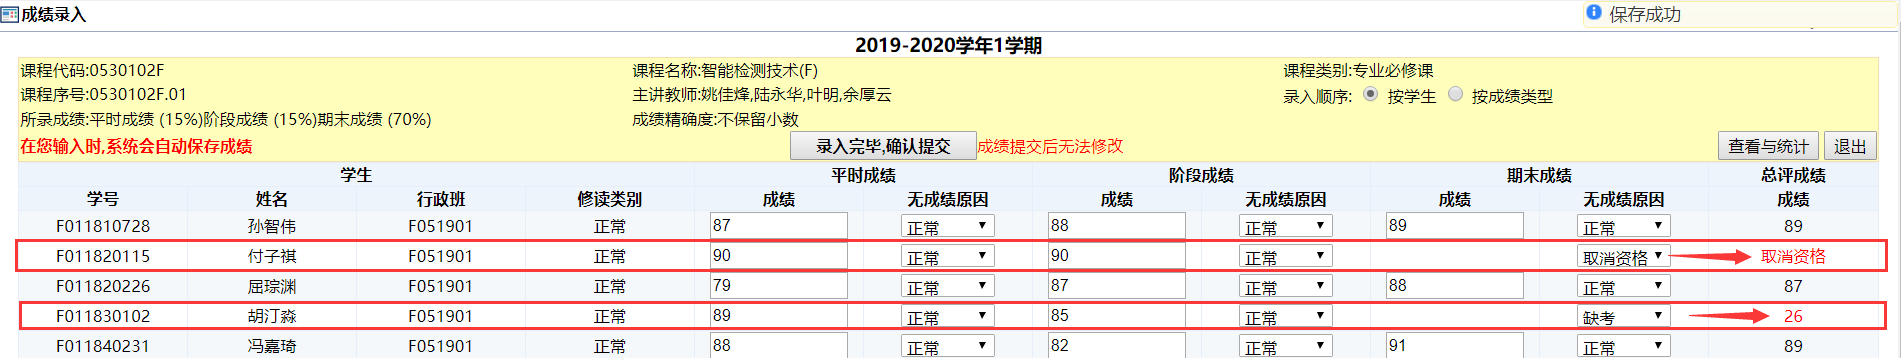 成绩录入
保存成功
2019-2020学年1学期
课程代码:0530102F 课程名称:智能检测技术(F) 课程类别:专业必修课
课程序号:0530102F.01 主讲教师:姚佳烽,陆永华,叶明,余厚云 录入顺序: 按学生 按成绩类型
所录成绩:平时成绩 (15%)阶段成绩 (15%)期末成绩 (70%) 成绩精确度:不保留小数
在您输入时,系统会自动保存成绩 录入完毕,确认提交 成绩提交后无法修改 查看与统计 退出
学生 平时成绩 阶段成绩 期末成绩 总评成绩
学号 姓名 行政班 修读类别 成绩 无成绩原因 成绩 无成绩原因 成绩 无成绩原因 成绩
F011810728 孙智伟 F051901 正常 87 正常 88 正常 89 正常 89
F011820115 付子祺 F051901 正常 90 正常 90 正常 取消资格 取消资格
F011820226 屈琮渊 F051901 正常 79 正常 87 正常 88 正常 87
F011830102 胡汀淼 F051901 正常 89 正常 85 正常 缺考 26
F011840231 冯嘉琦 F051901 正常 88 正常 82 正常 91 正常 89